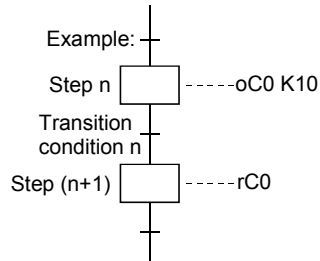 Example:
Step n
oC0 K10
Transition
condition n
Step (n+1)
rC0